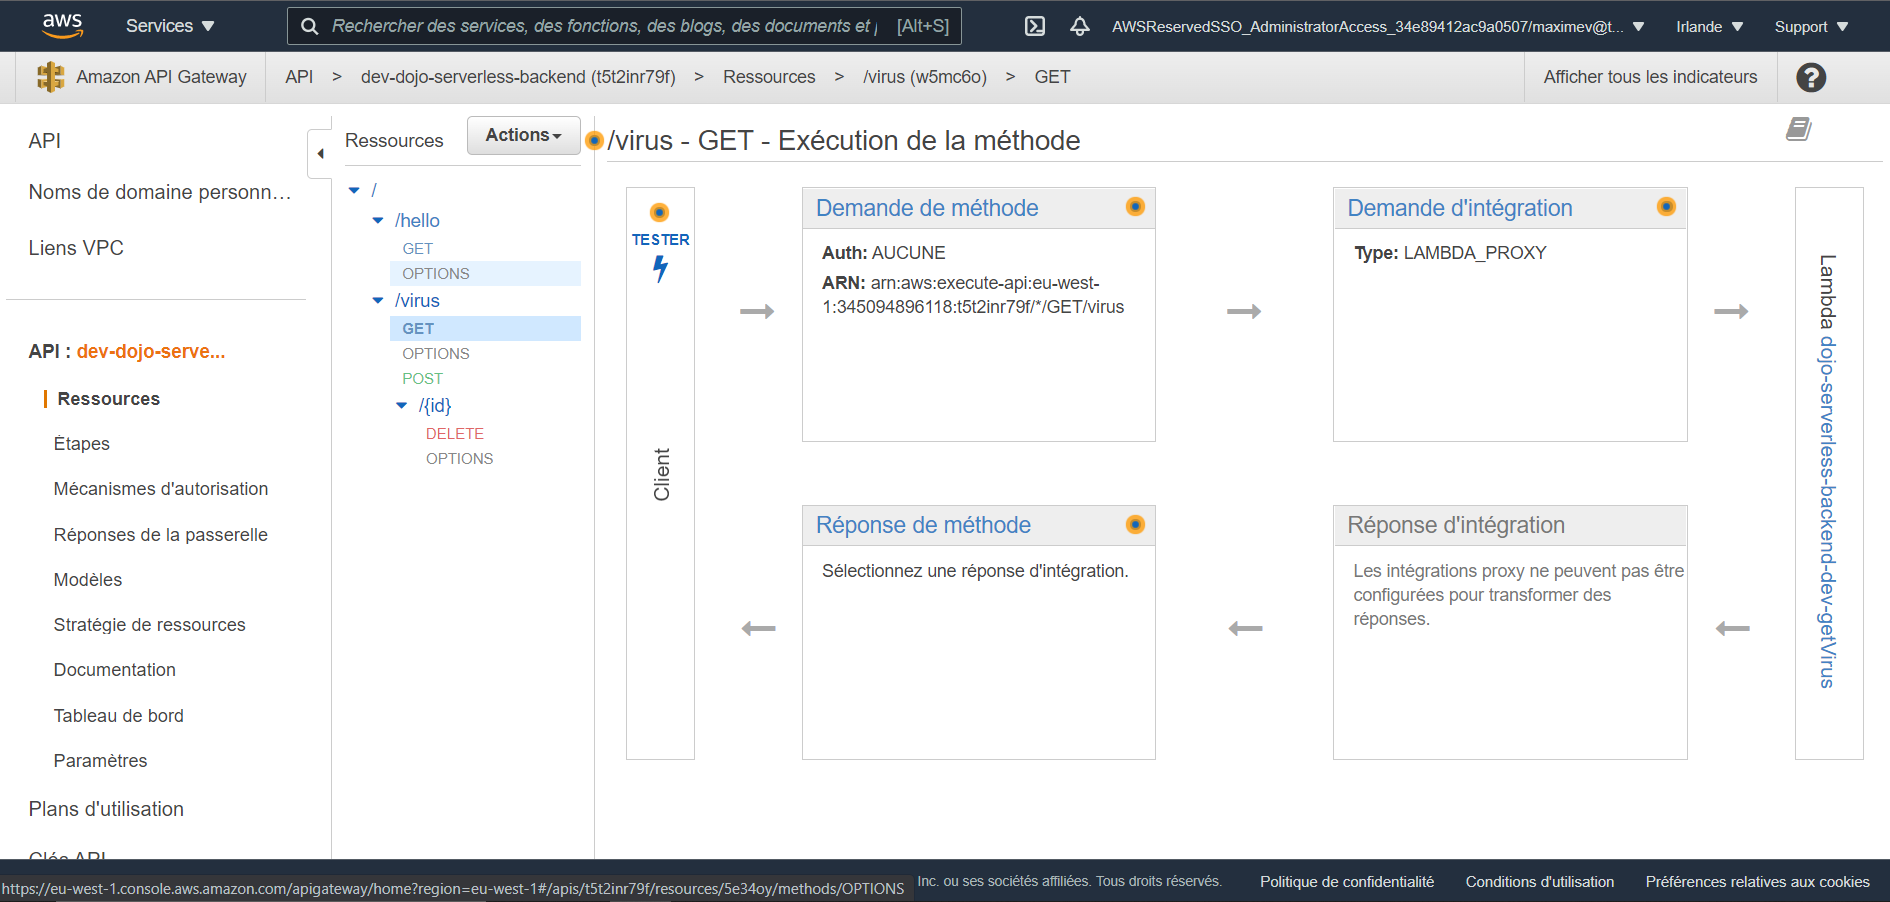 aws
Services
Rechercher des services, des fonctions, des blogs, des documents et
[Alt+S]
AWSReservedSSO_AdministratorAccess_34e89412ac9a0507/maximev@t...
Irlande
Support
Amazon API Gateway
API > dev-dojo-serverless-backend (t5t2inr79f) > Ressources > /virus (w5mc6o) > GET
Afficher tous les indicateurs
API
Noms de domaine personn...
Liens VPC
API : dev-dojo-serve...
Ressources
Étapes
Mécanismes d'autorisation
Réponses de la passerelle
Modèles
Stratégie de ressources
Documentation
Tableau de bord
Paramètres
Plans d'utilisation
Clés API
Ressources
Actions
/
/hello
GET
OPTIONS
/virus
GET
OPTIONS
POST
/{id}
DELETE
OPTIONS
/virus - GET - Exécution de la méthode
TESTER
Client
Demande de méthode
Auth: AUCUNE
ARN: arn:aws:execute-api:eu-west-
1:345094896118:t5t2inr79f/*/GET/virus
Demande d'intégration
Type: LAMBDA_PROXY
Lambda dojo-serverless-backend-dev-getVirus
Réponse de méthode
Sélectionnez une réponse d'intégration.
Réponse d'intégration
Les intégrations proxy ne peuvent pas être
configurées pour transformer des
réponses.
https://eu-west-1.console.aws.amazon.com/apigateway/home?region=eu-west-1#/apis/t5t2inr79f/resources/5e34oy/methods/OPTIONS
Inc. ou ses sociétés affiliées. Tous droits réservés.
Politique de confidentialité
Conditions d'utilisation
Préférences relatives aux cookies